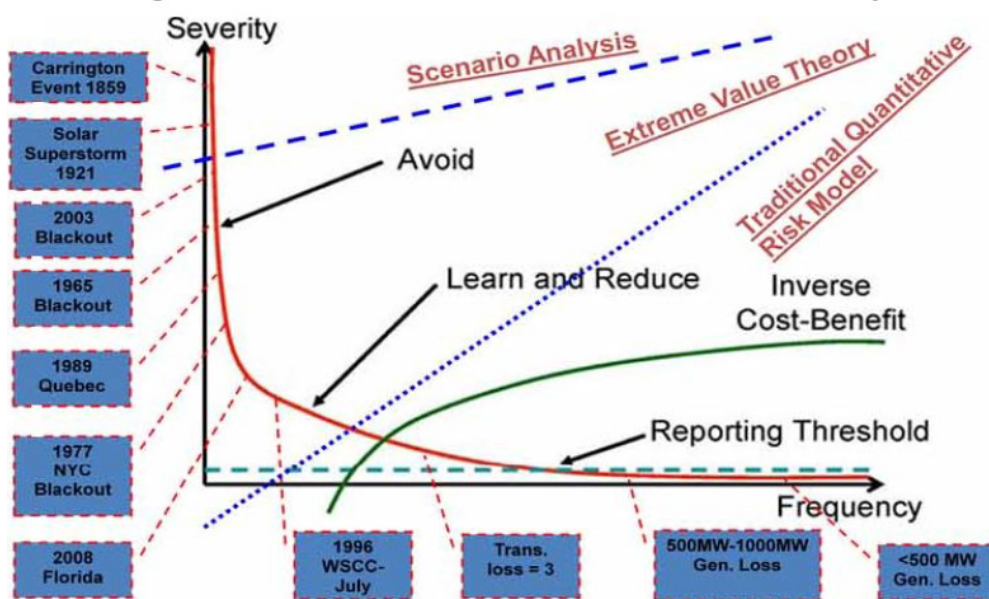 Severity
Carrington
Event 1859
Solar
Superstorm
1921
2003
Blackout
1965
Blackout
1989
Quebec
1977
NYC
Blackout
2008
Florida
Scenario Analysis
Extreme Value Theory
Traditional Quantitative
Risk Model
Avoid
Learn and Reduce
Inverse
Cost-Benefit
Reporting Threshold
Frequency
1996
WSCC-
July
Trans.
loss = 3
500MW-1000MW
Gen. Loss
<500 MW
Gen. Loss